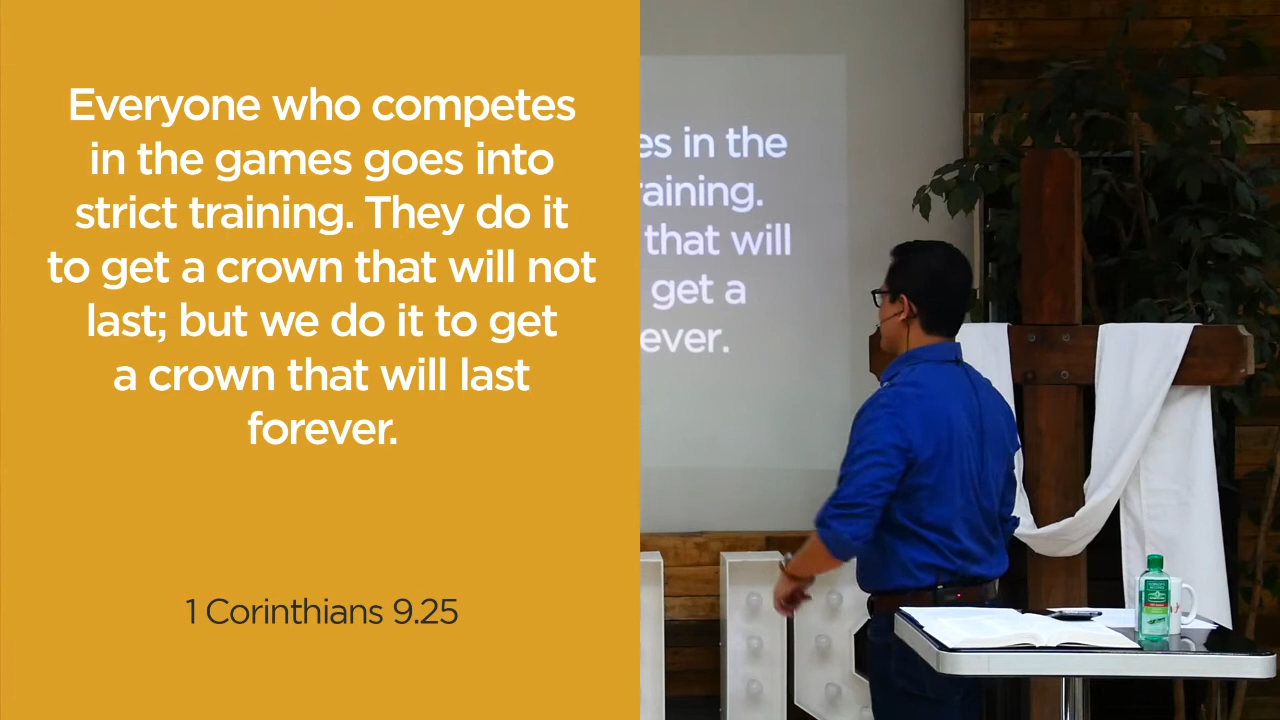 Everyone who competes
in the games goes into
strict training. They do it
to get a crown that will not
last; but we do it to get
a crown that will last
forever.
1 Corinthians 9.25
es in the
raining.
that will
get a
ever.